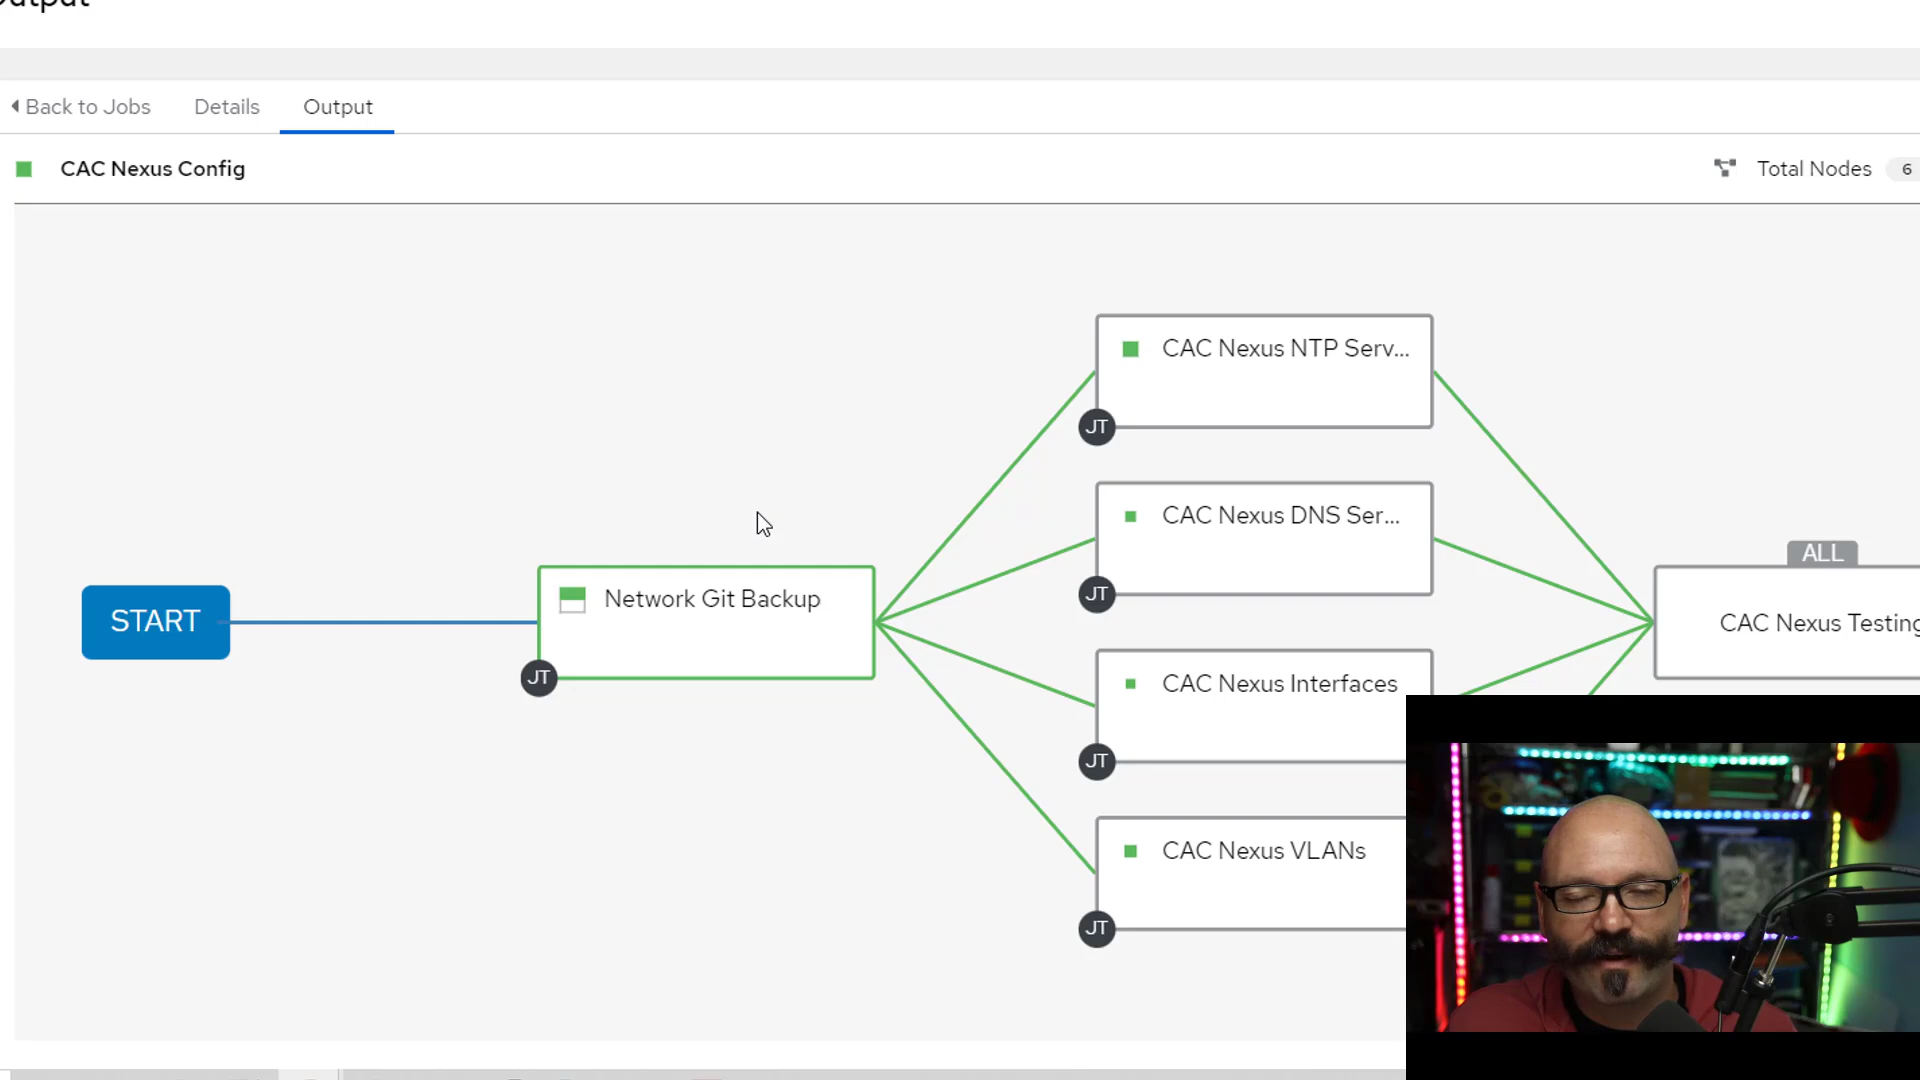 Output
Back to Jobs
Details
Output
CAC Nexus Config
Total Nodes
6
CAC Nexus NTP Serv...
JT
CAC Nexus DNS Ser...
JT
ALL
START
Network Git Backup
JT
CAC Nexus Testing
CAC Nexus Interfaces
JT
CAC Nexus VLANs
JT